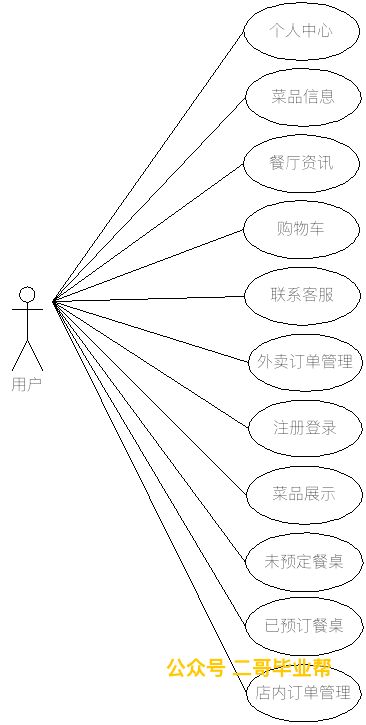 个人中心
菜品信息
餐厅资讯
购物车
联系客服
外卖订单管理
用户
注册登录
菜品展示
未预定餐桌
已预订餐桌
公众号 二哥毕业帮
店内订单管理